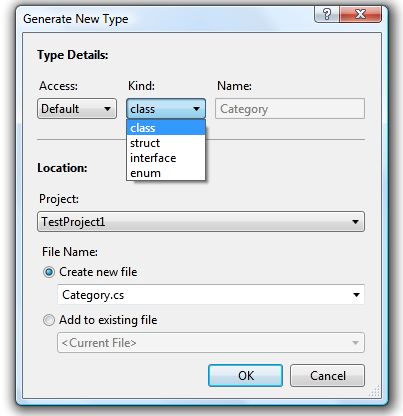 Generate New Type
Type Details:
Access: Kind: Name:
Default class Category
class
struct
interface
enum
Location:
Project:
TestProject1
File Name:
Create new file
Category.cs
Add to existing file
<Current File>
OK Cancel